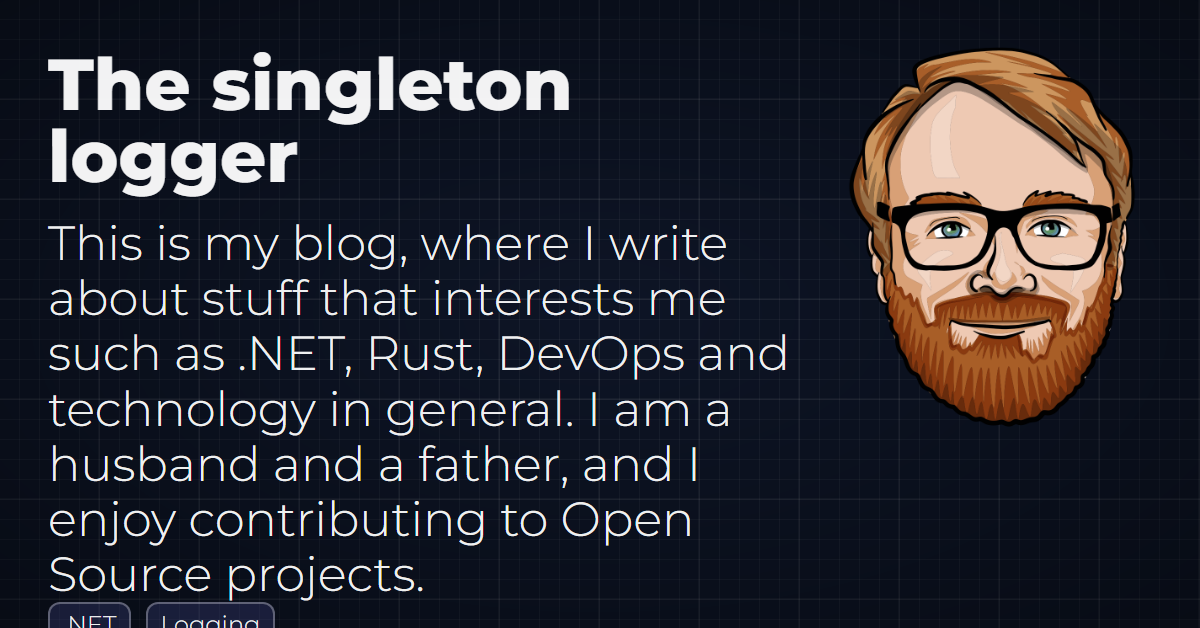 The singleton
logger
This is my blog, where I write
about stuff that interests me
such as .NET, Rust, DevOps and
technology in general. I am a
husband and a father, and I
enjoy contributing to Open
Source projects.
.NET Logging